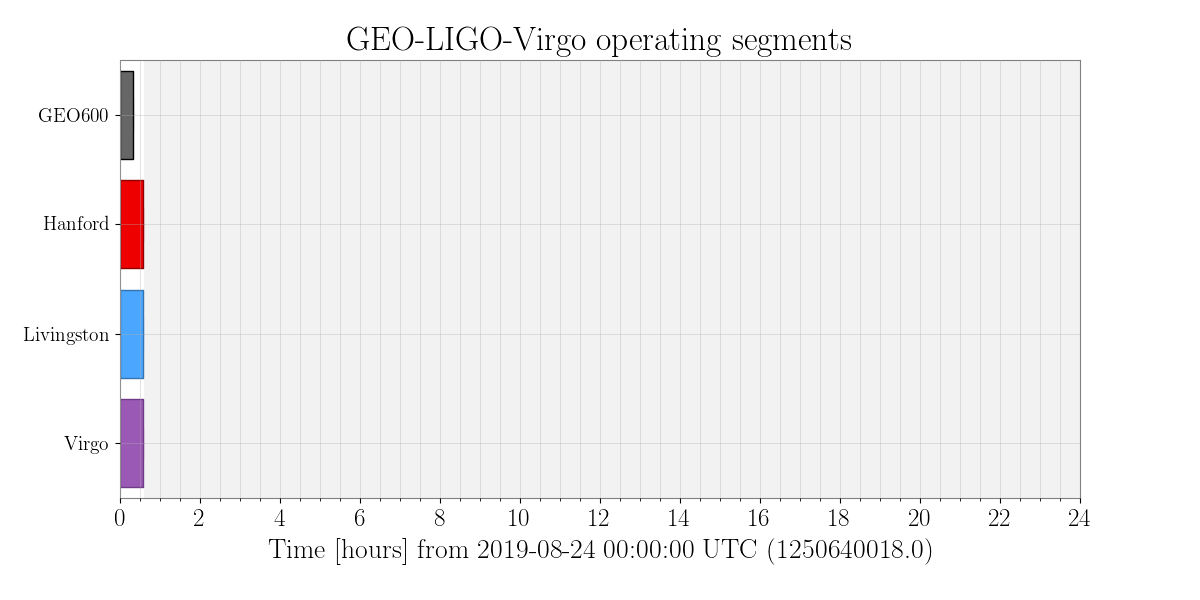 GEO-LIGO-Virgo operating segments
GEO600
Hanford
Livingston
Virgo
0 2 4 6 8 10 12 14 16 18 20 22 24
Time [hours] from 2019-08-24 00:00:00 UTC (1250640018.0)